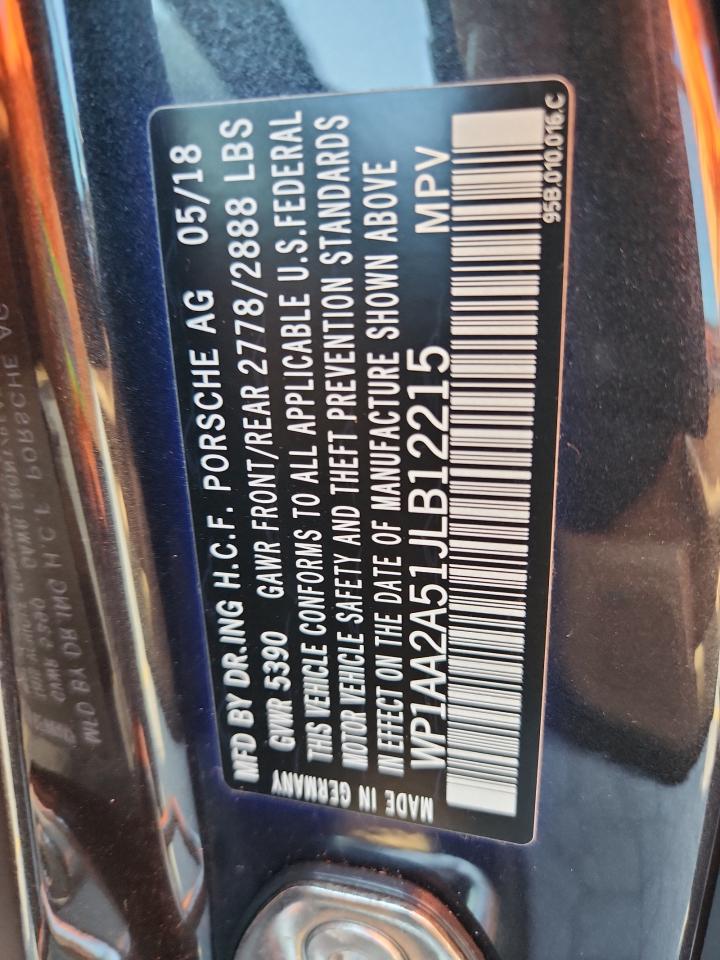 MFD BY DR.ING H.C.F. PORSCHE AG 05/18
GVWR 5390 GAWR FRONT/REAR 2778/2888 LBS
THIS VEHICLE CONFORMS TO ALL APPLICABLE U.S.FEDERAL
MOTOR VEHICLE SAFETY AND THEFT PREVENTION STANDARDS
IN EFFECT ON THE DATE OF MANUFACTURE SHOWN ABOVE
WP1AA2A51JLB12215 MPV
MADE IN GERMANY
95B.010.016.C